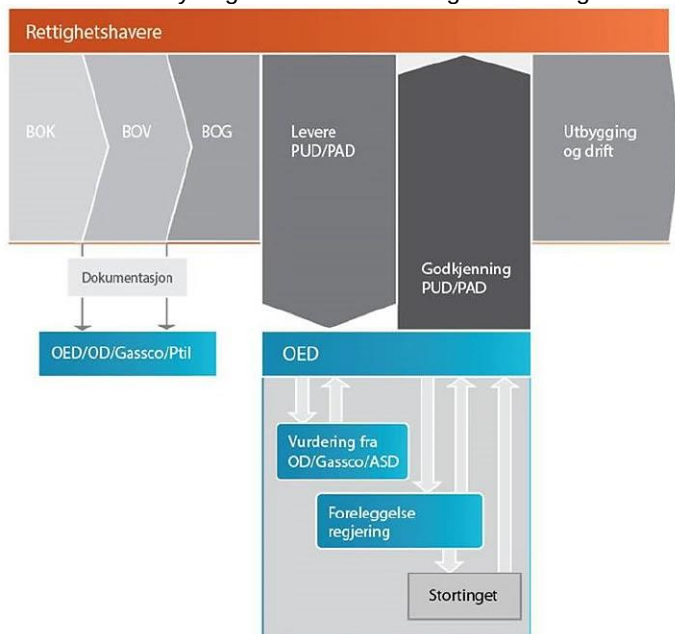 Rettighetshavere
BOK
BOV
BOG
Levere
PUD/PAD
Utbygging
og drift
Godkjenning
PUD/PAD
Dokumentasjon
OED/OD/Gassco/Ptil
OED
Vurdering fra
OD/Gassco/ASD
Foreleggelse
regjering
Stortinget